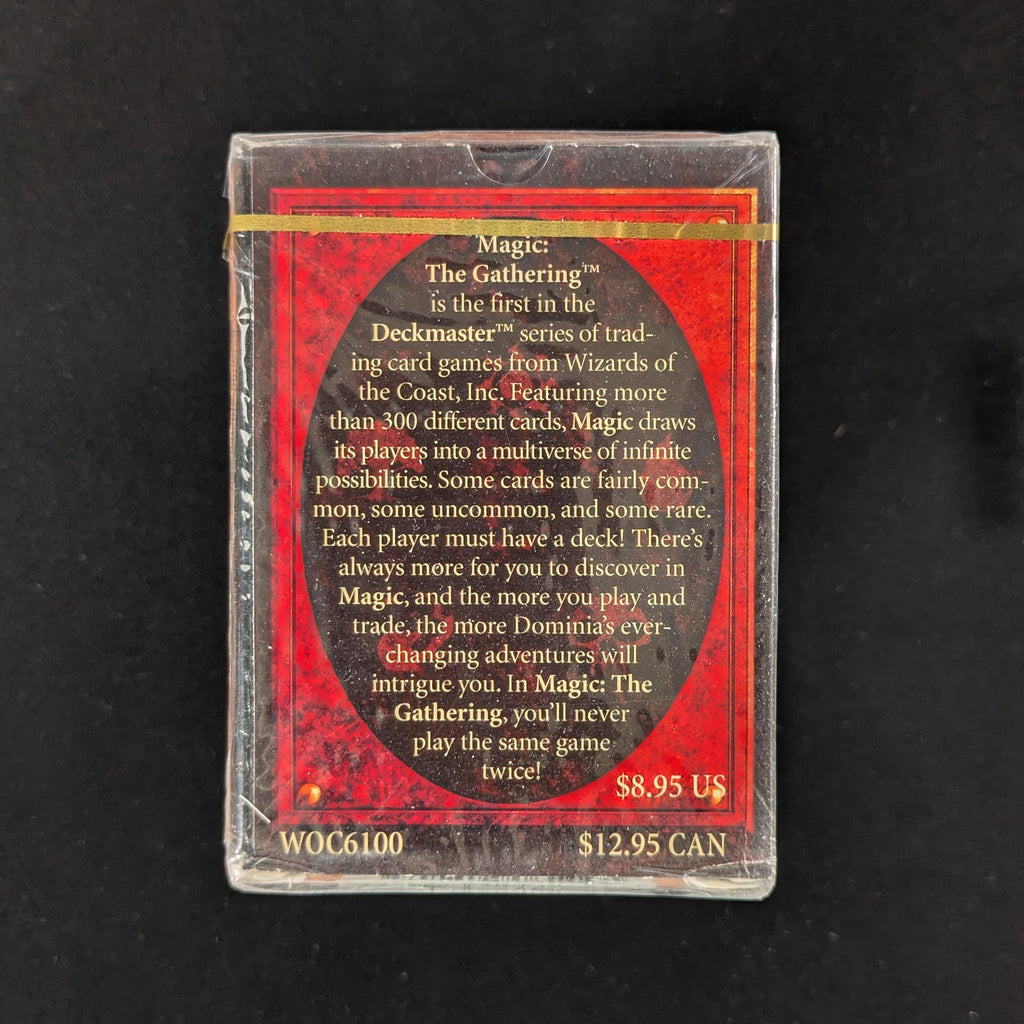 Magic:
The Gathering™
is the first in the
Deckmaster™ series of trad-
ing card games from Wizards of
the Coast, Inc. Featuring more
than 300 different cards, Magic draws
its players into a multiverse of infinite
possibilities. Some cards are fairly com-
mon, some uncommon, and some rare.
Each player must have a deck! There's
always more for you to discover in
Magic, and the more you play and
trade, the more Dominia's ever-
changing adventures will
intrigue you. In Magic: The
Gathering, you'll never
play the same game
twice!
$8.95 US
WOC6100 $12.95 CAN